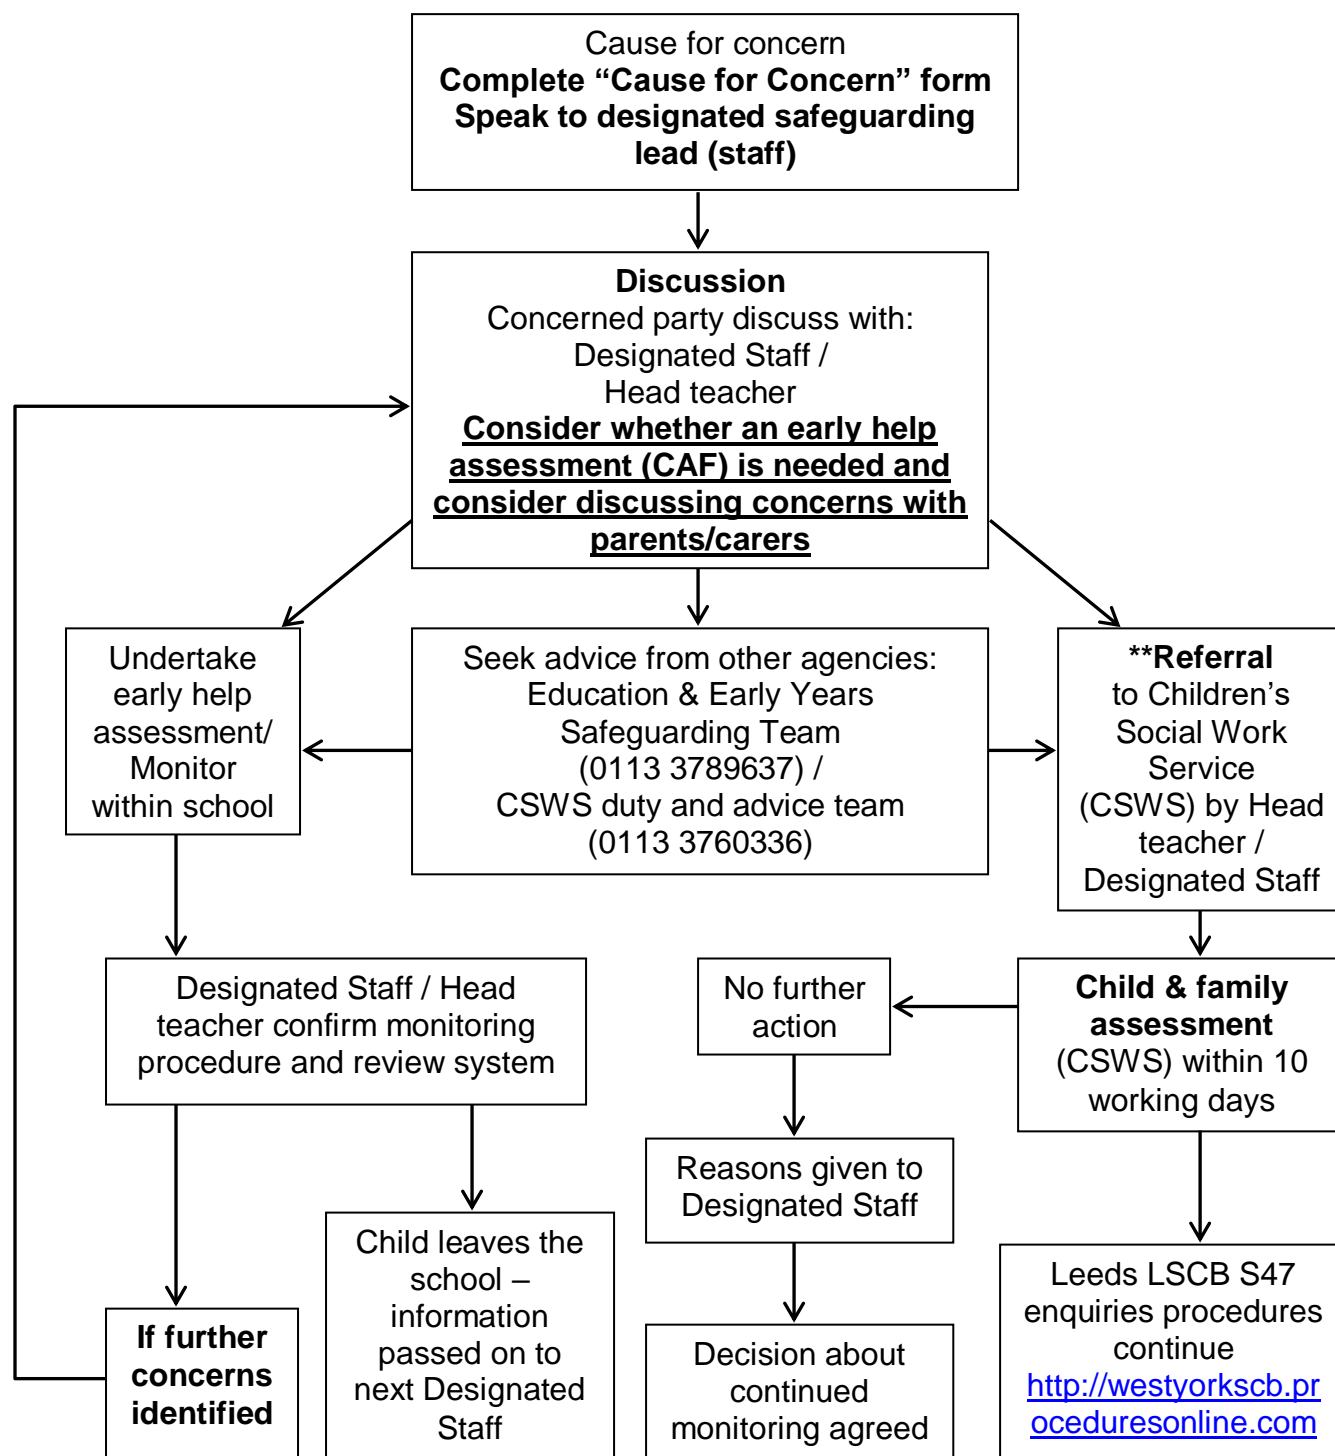 Cause for concern
Complete “Cause for Concern” form
Speak to designated safeguarding
lead (staff)
Discussion
Concerned party discuss with:
Designated Staff /
Head teacher
Consider whether an early help
assessment (CAF) is needed and
consider discussing concerns with
parents/carers
Undertake
early help
assessment/
Monitor
within school
Seek advice from other agencies:
Education & Early Years
Safeguarding Team
(0113 3789637) /
CSWS duty and advice team
(0113 3760336)
**Referral
to Children’s
Social Work
Service
(CSWS) by Head
teacher /
Designated Staff
Designated Staff / Head
teacher confirm monitoring
procedure and review system
No further
action
Child & family
assessment
(CSWS) within 10
working days
Reasons given to
Designated Staff
If further
concerns
identified
Child leaves the
school –
information
passed on to
next Designated
Staff
Decision about
continued
monitoring agreed
Leeds LSCB S47
enquiries procedures
continue
http://westyorkscb.pr
oceduresonline.com